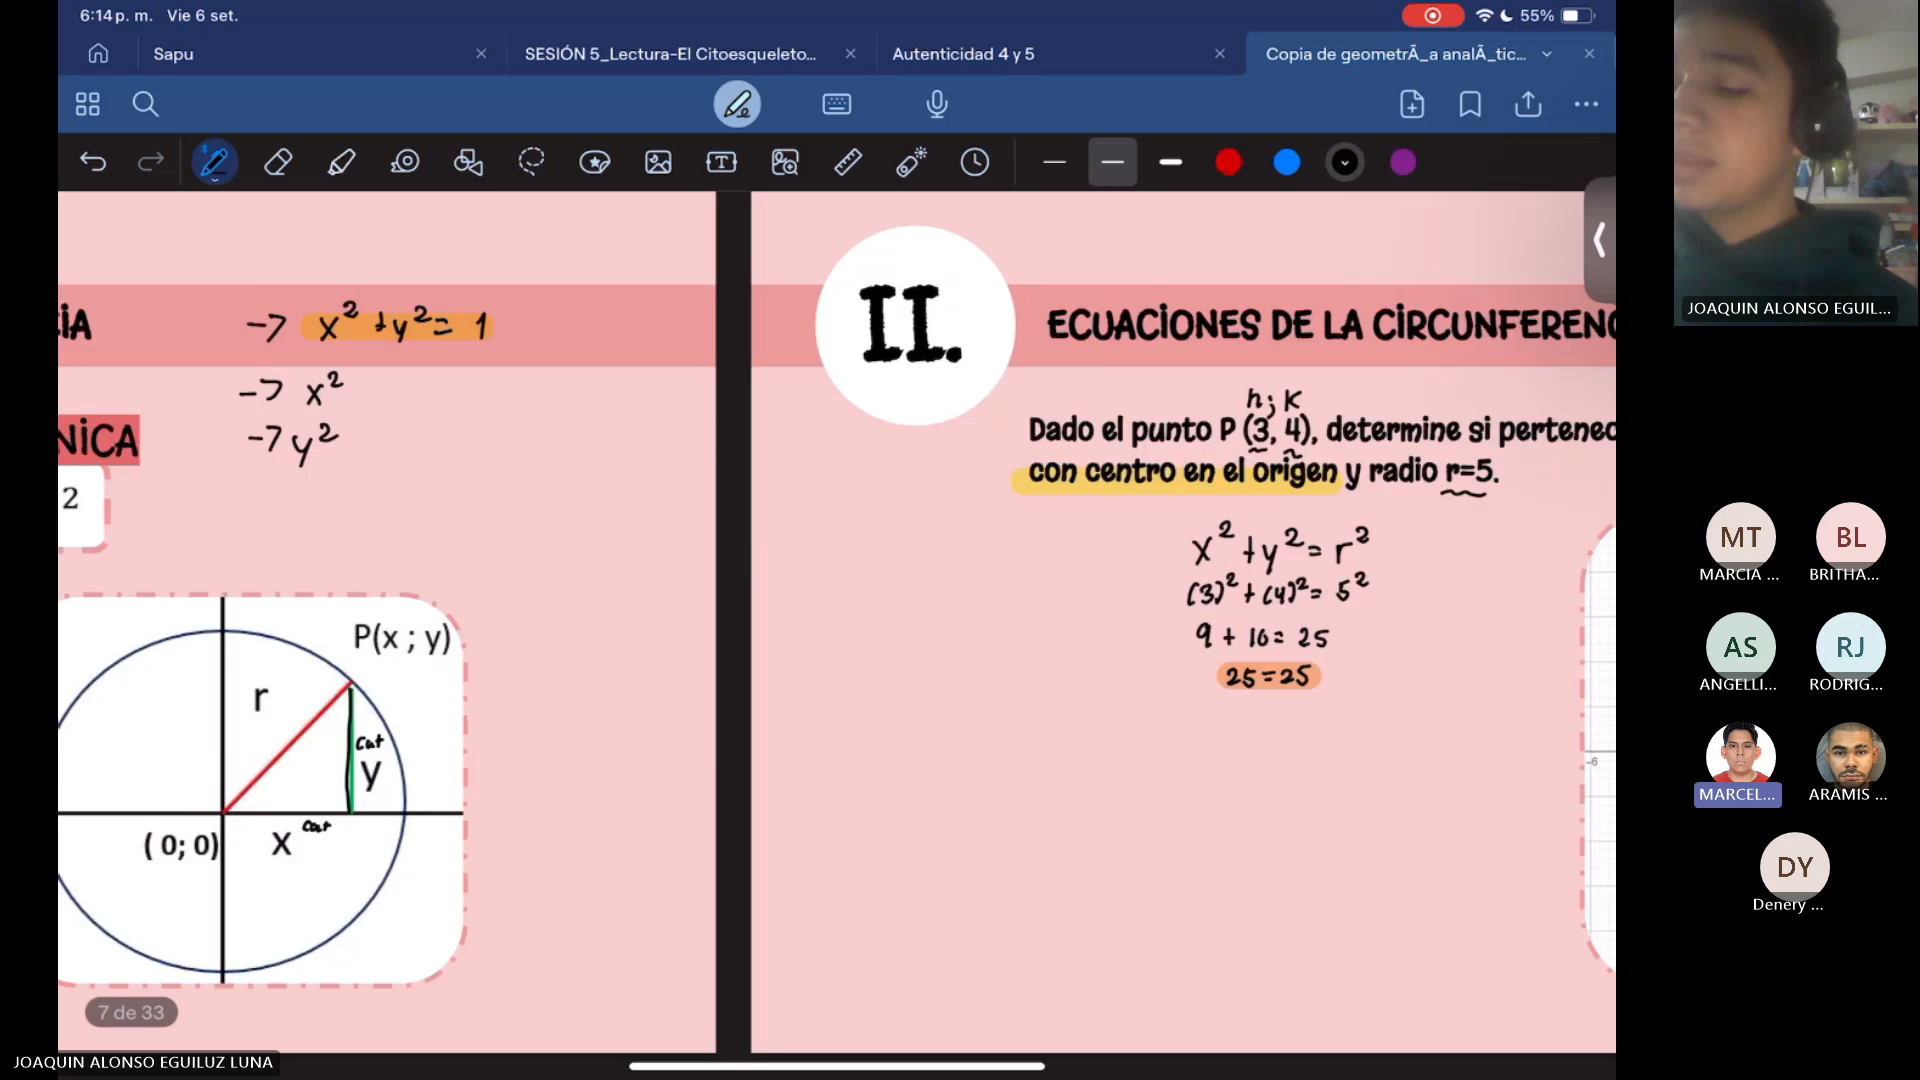 6:14 p. m. Vie 6 set.
55%
Sapu
SESIÓN 5_Lectura-El Citoesqueleto...
Autenticidad 4 y 5
Copia de geometrÃ_a analÃ_tic...
iA
-7 x² + y² = 1
-7 x²
-7 y²
NiCA
2
P(x ; y)
r
cat
y
(0; 0)
X
cat
7 de 33
II.
ECUACiONES DE LA CiRCUNFERENC
h; K
Dado el punto P (3, 4), determine si pertenec
con centro en el origen y radio r=5.
x² + y² = r²
(3)² + (4)² = 5²
9 + 16 = 25
25 = 25
-6
JOAQUIN ALONSO EGUIL...
MT
MARCIA ...
BL
BRITHA...
AS
ANGELLI...
RJ
RODRIG...
MARCEL...
ARAMIS ...
DY
Denery ...
JOAQUIN ALONSO EGUILUZ LUNA